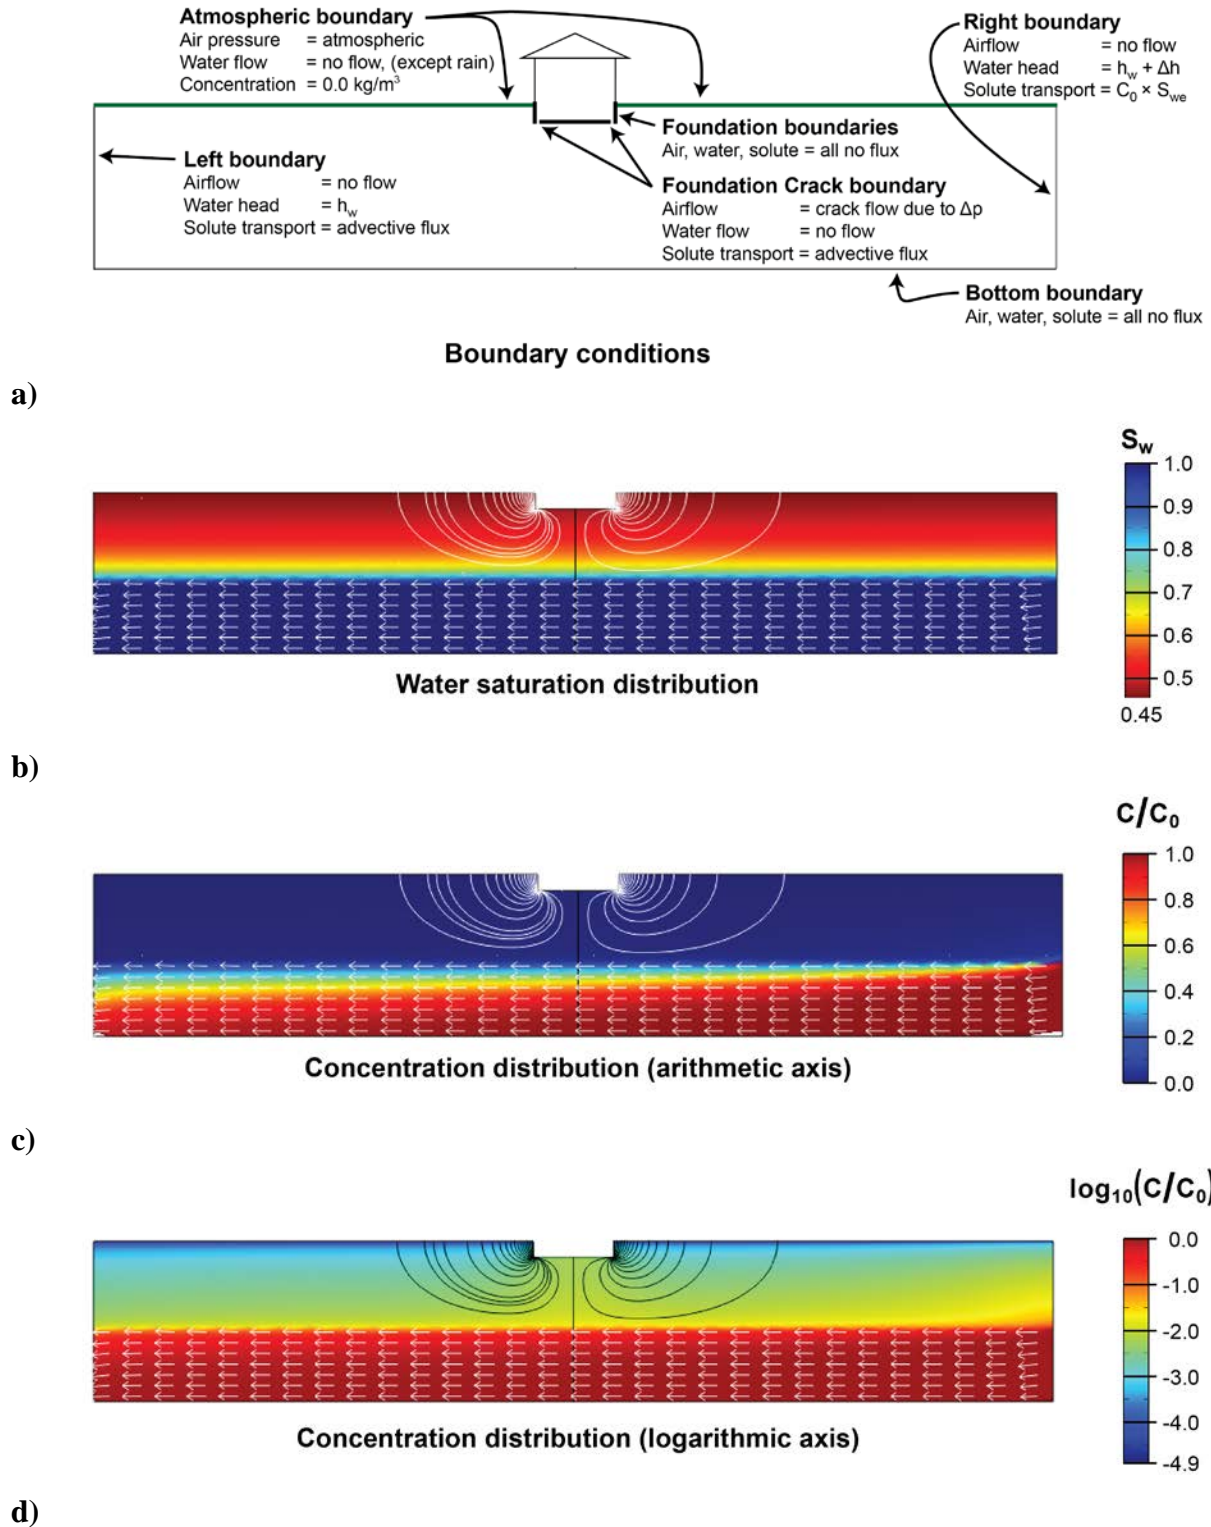 Atmospheric boundary
Air pressure = atmospheric
Water flow = no flow, (except rain)
Concentration = 0.0 kg/m³
Right boundary
Airflow = no flow
Water head = h_w + Δh
Solute transport = C₀ × S_we
Foundation boundaries
Air, water, solute = all no flux
Left boundary
Airflow = no flow
Water head = h_w
Solute transport = advective flux
Foundation Crack boundary
Airflow = crack flow due to Δp
Water flow = no flow
Solute transport = advective flux
Bottom boundary
Air, water, solute = all no flux
Boundary conditions
a)
S_w
1.0
0.9
0.8
0.7
0.6
0.5
0.45
Water saturation distribution
b)
C/C₀
1.0
0.8
0.6
0.4
0.2
0.0
Concentration distribution (arithmetic axis)
c)
log₁₀(C/C₀)
0.0
-1.0
-2.0
-3.0
-4.0
-4.9
Concentration distribution (logarithmic axis)
d)